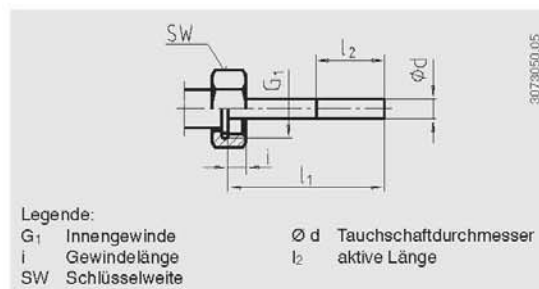 SW
G₁
l₂
Ød
i
l₁
3073050.05
Legende:
G₁ Innengewinde
i Gewindelänge
SW Schlüsselweite
Ø d Tauchschaftdurchmesser
l₂ aktive Länge